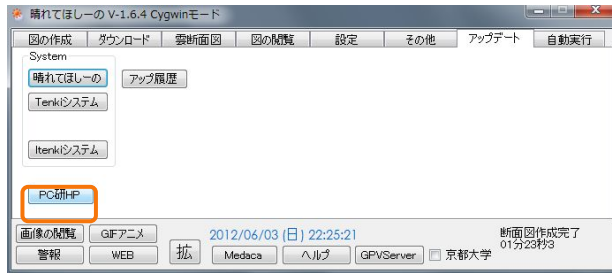 晴れてほしーの V-1.6.4 Cygwinモード
図の作成 ダウンロード 雲断面図 図の閲覧 設定 その他 アップデート 自動実行
System
晴れてほしーの アップ履歴
Tenkiシステム
Itenkiシステム
PC研HP
画像の閲覧 GIFアニメ 拡 2012/06/03 (日) 22:25:21 断面図作成完了
01分23秒3
警報 WEB Medaca ヘルプ GPVServer 京都大学